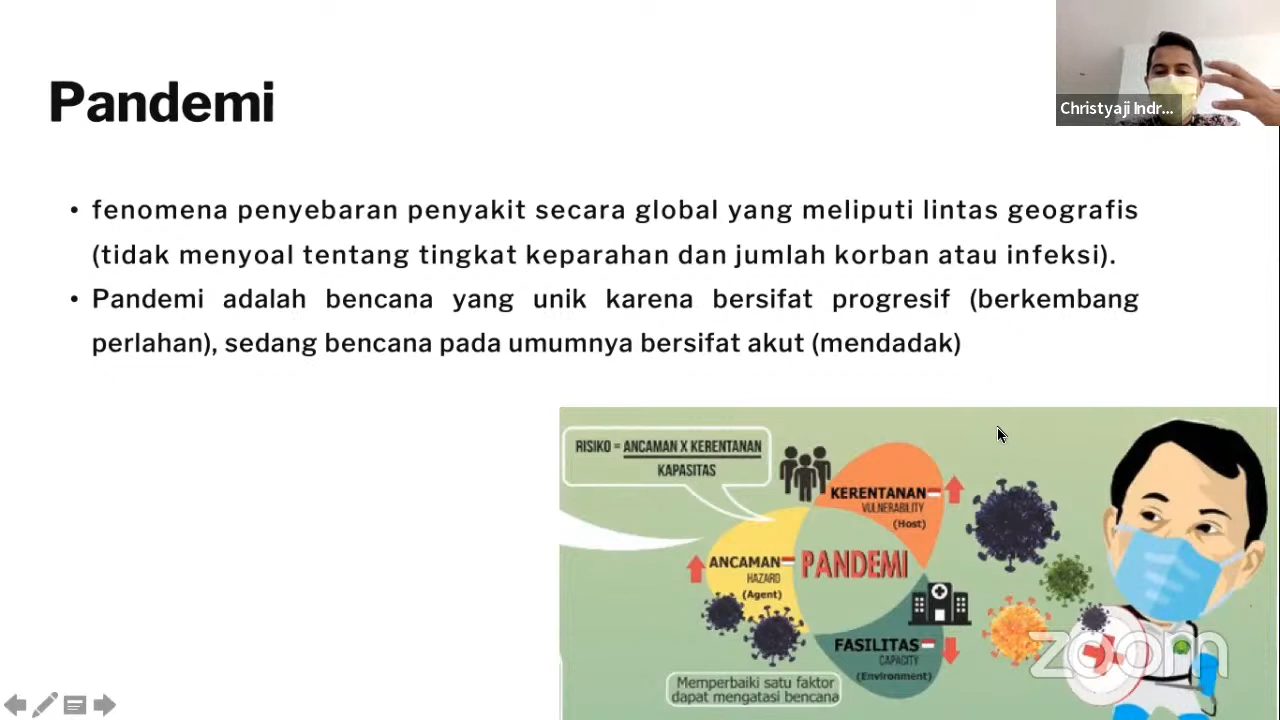 Pandemi
Christyaji Indr...
• fenomena penyebaran penyakit secara global yang meliputi lintas geografis
(tidak menyoal tentang tingkat keparahan dan jumlah korban atau infeksi).
• Pandemi adalah bencana yang unik karena bersifat progresif (berkembang
perlahan), sedang bencana pada umumnya bersifat akut (mendadak)
RISIKO = ANCAMAN X KERENTANAN
KAPASITAS
KERENTANAN
VULNERABILITY
(Host)
ANCAMAN
HAZARD
(Agent)
PANDEMI
FASILITAS
CAPACITY
(Environment)
Memperbaiki satu faktor
dapat mengatasi bencana
zoom